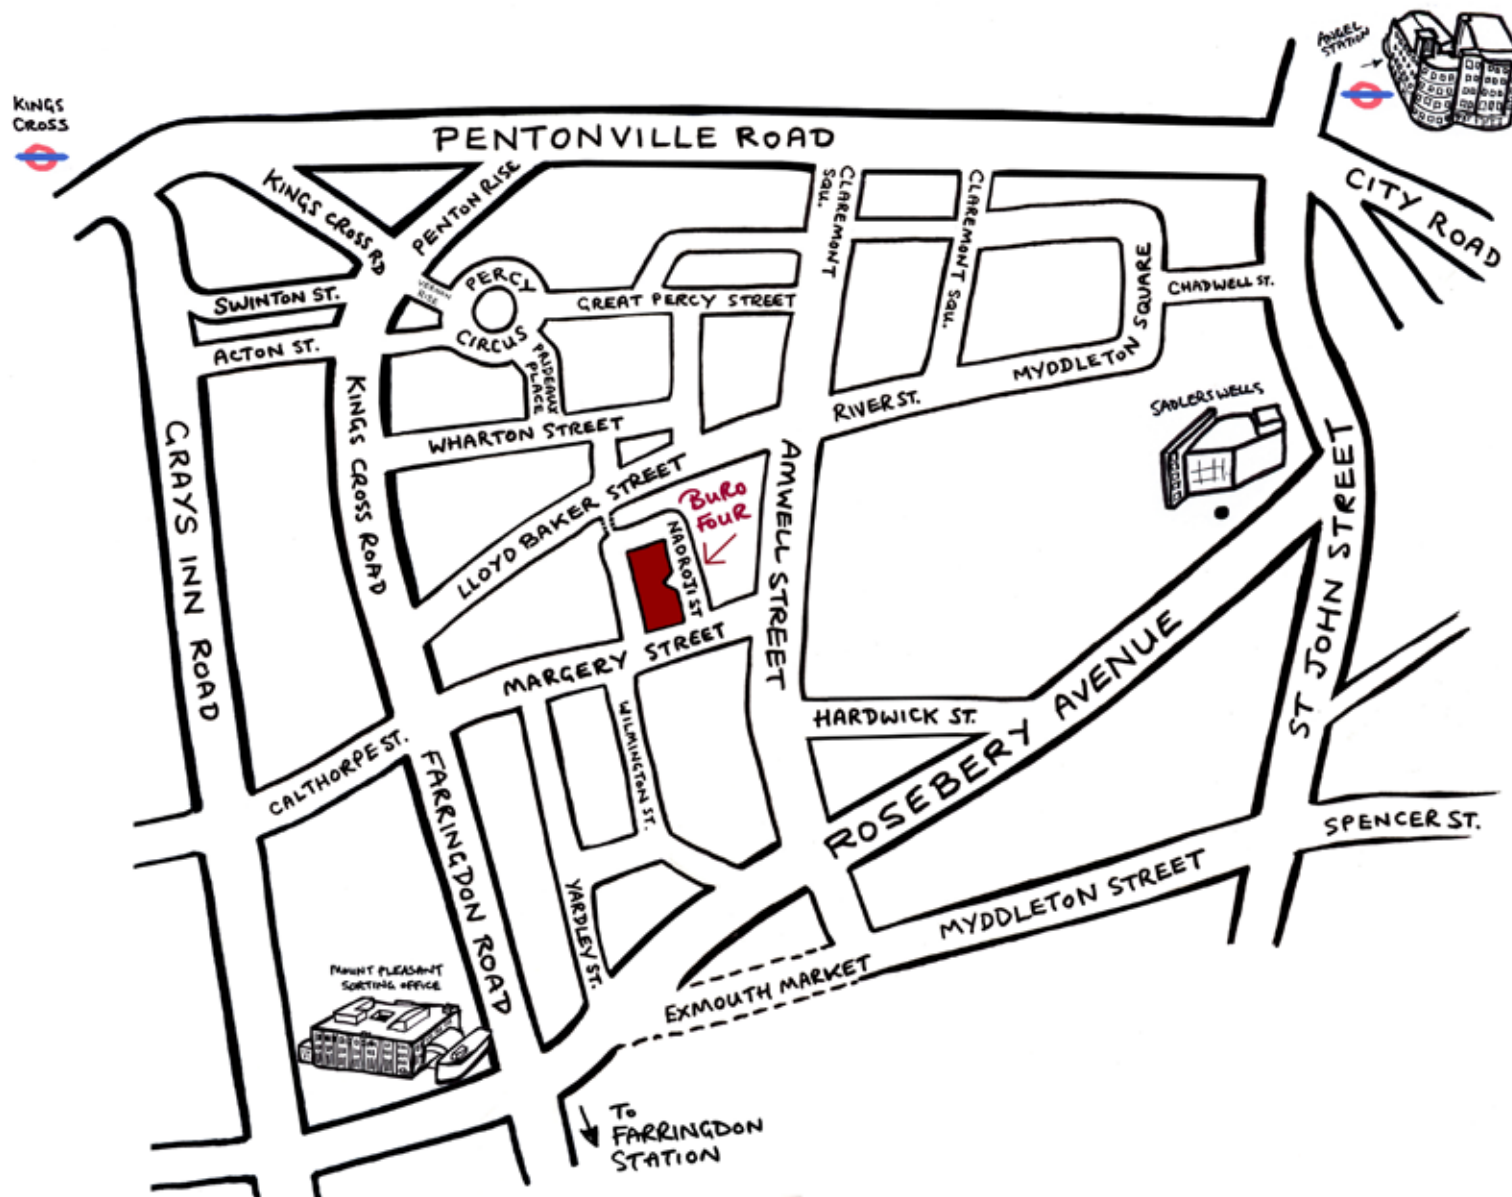 ANGEL
STATION
KINGS
CROSS
PENTONVILLE ROAD
CITY ROAD
KINGS CROSS RD
PENTON RISE
CLAREMONT
SQU.
CLAREMONT SQU.
PERCY
CIRCUS
VERNON
RISE
SWINTON ST.
GREAT PERCY STREET
MYDDLETON SQUARE
CHADWELL ST.
ACTON ST.
PRIDEAUX
PLACE
KINGS CROSS ROAD
RIVER ST.
SADLERS WELLS
GRAYS INN ROAD
WHARTON STREET
LLOYD BAKER STREET
BURO
FOUR
NAOROJI ST
AMWELL STREET
ST JOHN STREET
MARGERY STREET
HARDWICK ST.
ROSEBERY AVENUE
WILMINGTON ST.
CALTHORPE ST.
FARRINGDON ROAD
SPENCER ST.
YARDLEY ST.
MYDDLETON STREET
EXMOUTH MARKET
MOUNT PLEASANT
SORTING OFFICE
TO
FARRINGDON
STATION